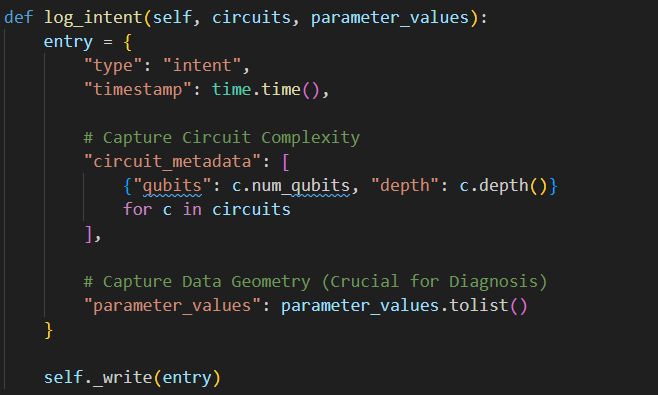 def log_intent(self, circuits, parameter_values):
    entry = {
        "type": "intent",
        "timestamp": time.time(),

        # Capture Circuit Complexity
        "circuit_metadata": [
            {"qubits": c.num_qubits, "depth": c.depth()}
            for c in circuits
        ],

        # Capture Data Geometry (Crucial for Diagnosis)
        "parameter_values": parameter_values.tolist()
    }

    self._write(entry)